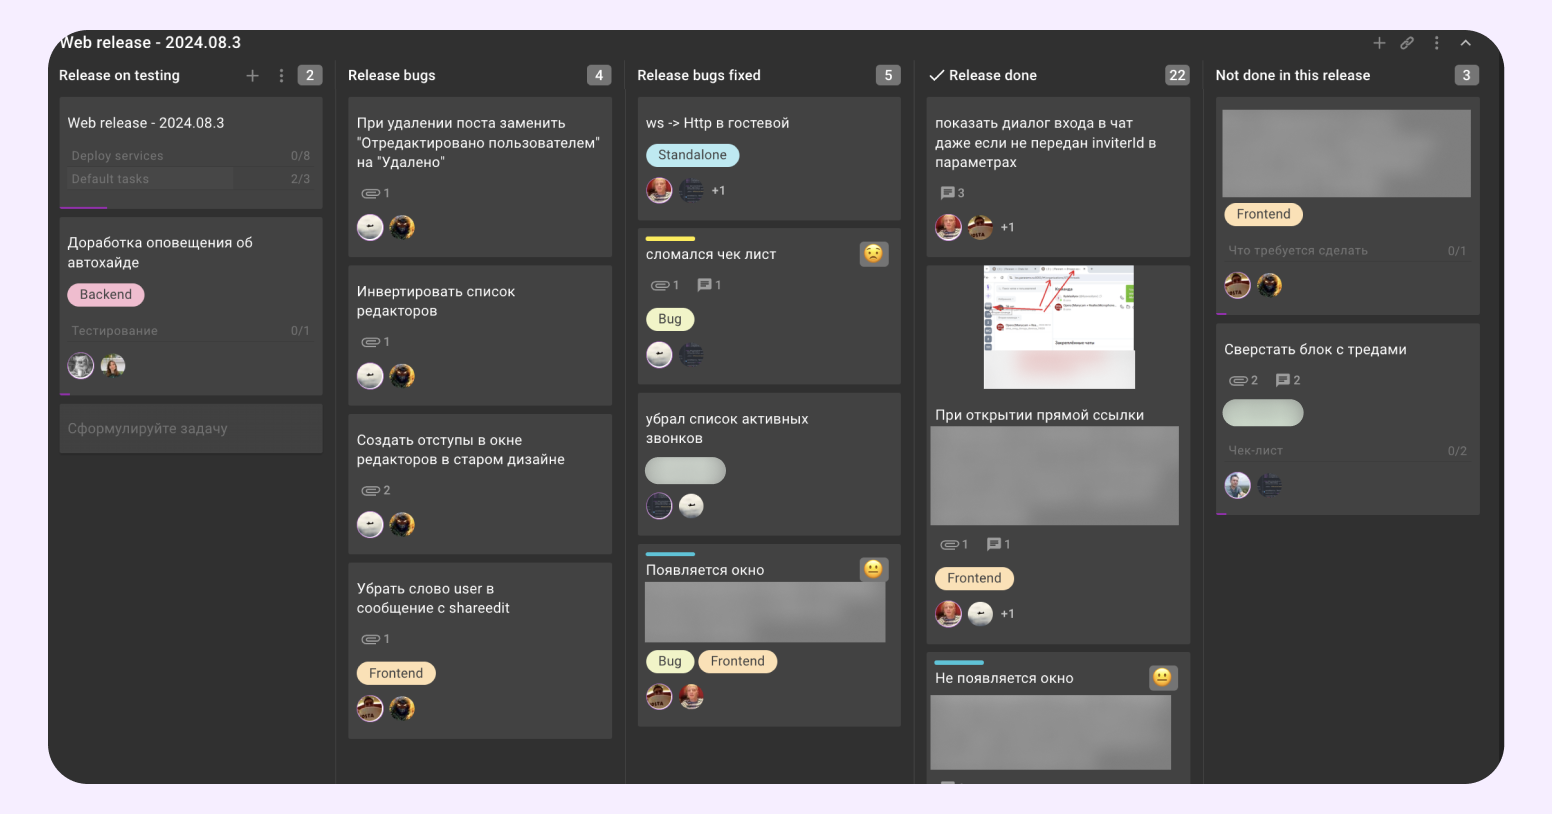 Web release - 2024.08.3
Release on testing
2
Web release - 2024.08.3
Deploy services 0/8
Default tasks 2/3
Доработка оповещения об
автохайде
Backend
Тестирование 0/1
Сформулируйте задачу
Release bugs
4
При удалении поста заменить
"Отредактировано пользователем"
на "Удалено"
1
Инвертировать список
редакторов
1
Создать отступы в окне
редакторов в старом дизайне
2
Убрать слово user в
сообщение с shareedit
1
Frontend
Release bugs fixed
5
ws -> Http в гостевой
Standalone
+1
сломался чек лист
1 1
Bug
убрал список активных
звонков
Появляется окно
Bug Frontend
Release done
22
показать диалог входа в чат
даже если не передан inviterId в
параметрах
3
+1
При открытии прямой ссылки
1 1
Frontend
+1
Не появляется окно
Not done in this release
3
Frontend
Что требуется сделать 0/1
Сверстать блок с тредами
2 2
Чек-лист 0/2